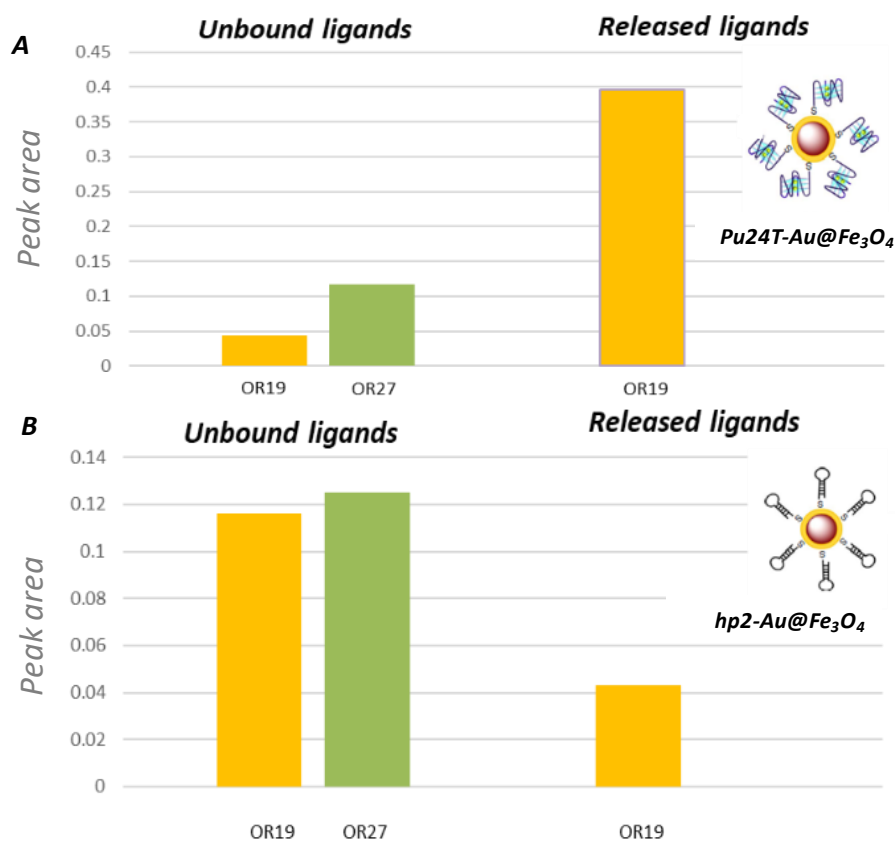 A
Unbound ligands
Released ligands
Peak area
0.45
0.4
0.35
0.3
0.25
0.2
0.15
0.1
0.05
0
OR19
OR27
OR19
S
S
S
S
S
S
Pu24T-Au@Fe₃O₄
B
Unbound ligands
Released ligands
Peak area
0.14
0.12
0.1
0.08
0.06
0.04
0.02
0
OR19
OR27
OR19
S
S
S
S
S
S
hp2-Au@Fe₃O₄